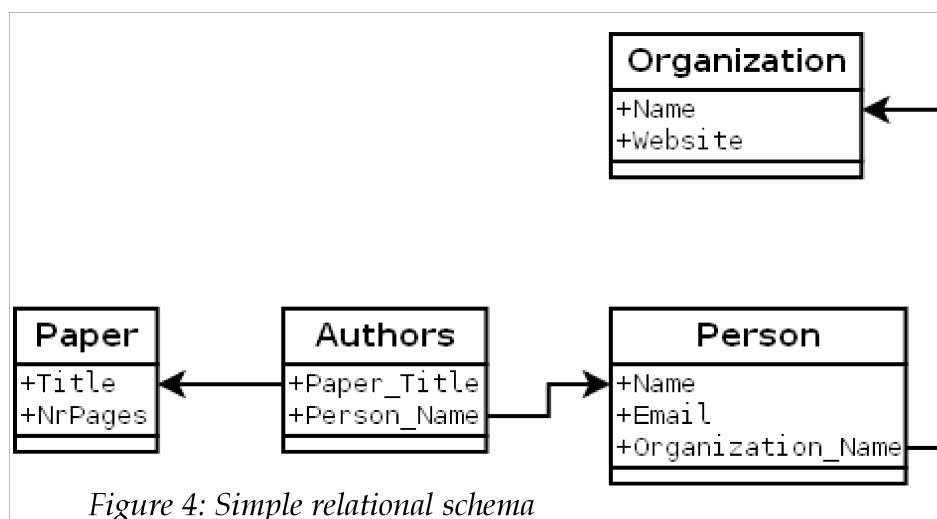 Organization
+Name
+Website
Paper
+Title
+NrPages
Authors
+Paper_Title
+Person_Name
Person
+Name
+Email
+Organization_Name
Figure 4: Simple relational schema